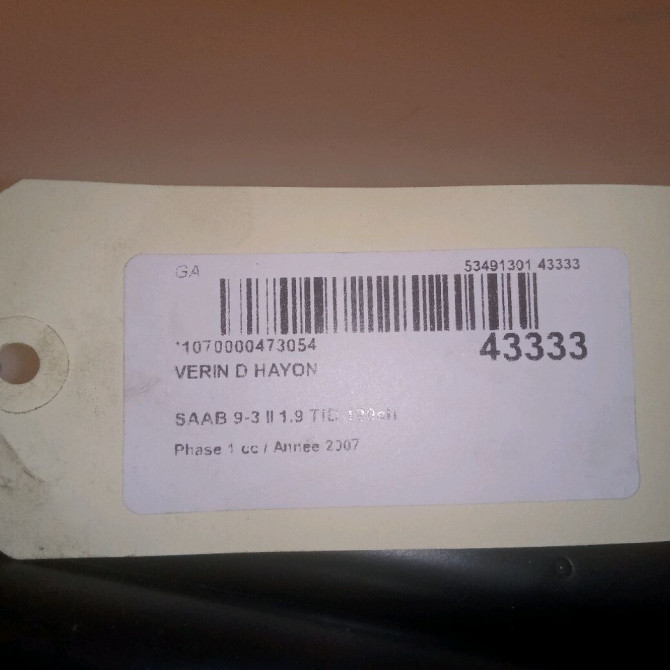 GA 53491301 43333
*1070000473054 43333
VERIN D HAYON
SAAB 9-3 II 1.9 TID
Phase 1 cc / Annee 2007